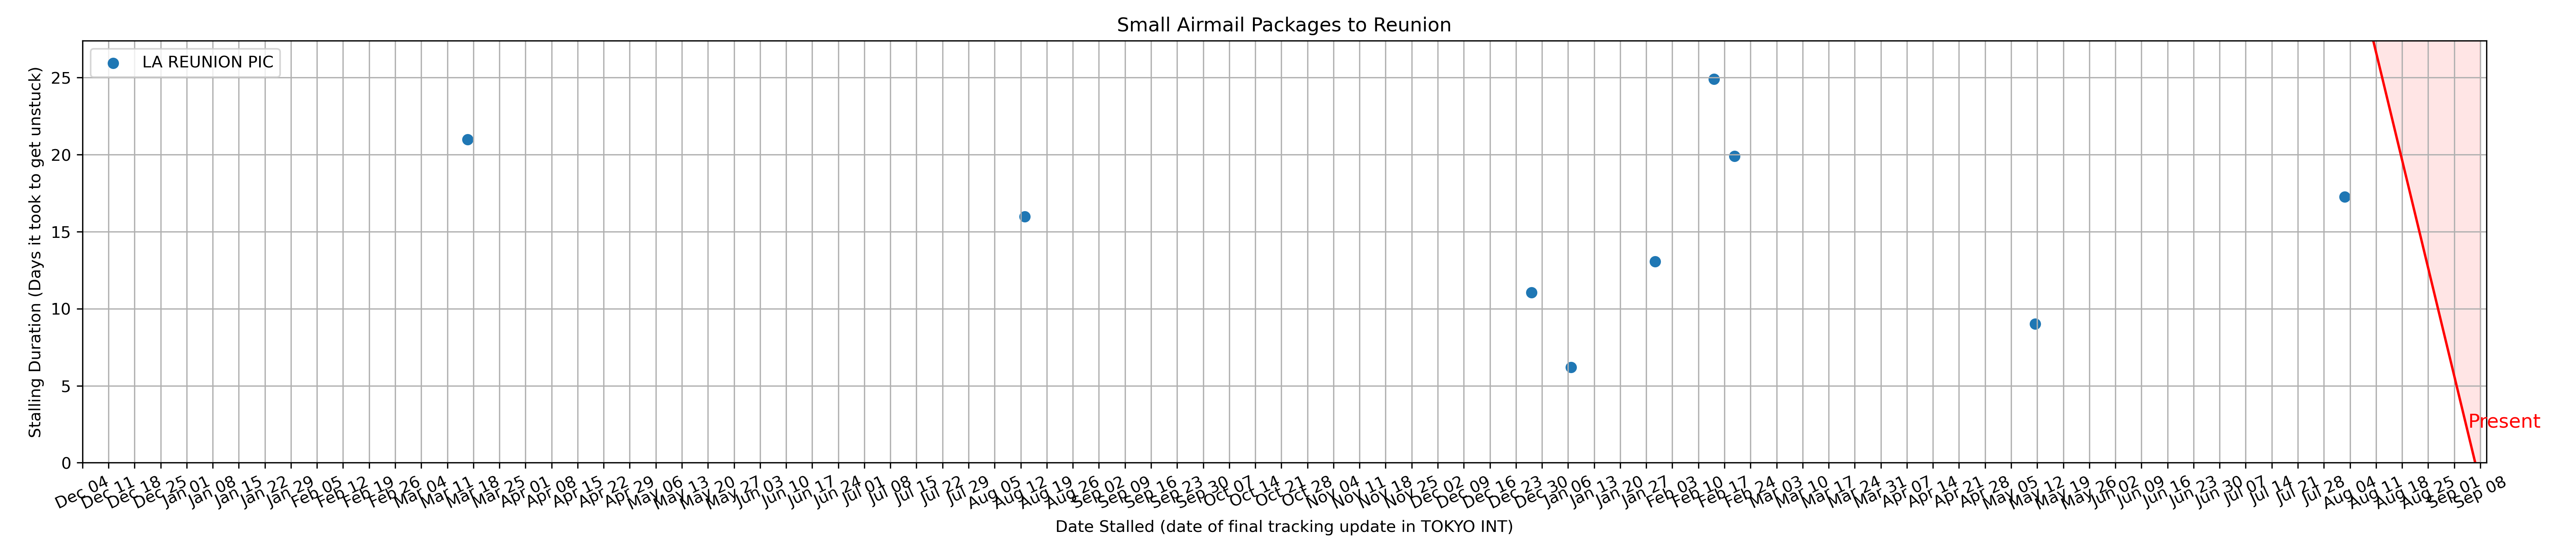 Small Airmail Packages to Reunion
LA REUNION PIC
Stalling Duration (Days it took to get unstuck)
25
20
15
10
5
0
Present
Dec 04
Dec 11
Dec 18
Dec 25
Jan 01
Jan 08
Jan 15
Jan 22
Jan 29
Feb 05
Feb 12
Feb 19
Feb 26
Mar 04
Mar 11
Mar 18
Mar 25
Apr 01
Apr 08
Apr 15
Apr 22
Apr 29
May 06
May 13
May 20
May 27
Jun 03
Jun 10
Jun 17
Jun 24
Jul 01
Jul 08
Jul 15
Jul 22
Jul 29
Aug 05
Aug 12
Aug 19
Aug 26
Sep 02
Sep 09
Sep 16
Sep 23
Sep 30
Oct 07
Oct 14
Oct 21
Oct 28
Nov 04
Nov 11
Nov 18
Nov 25
Dec 02
Dec 09
Dec 16
Dec 23
Dec 30
Jan 06
Jan 13
Jan 20
Jan 27
Feb 03
Feb 10
Feb 17
Feb 24
Mar 03
Mar 10
Mar 17
Mar 24
Mar 31
Apr 07
Apr 14
Apr 21
Apr 28
May 05
May 12
May 19
May 26
Jun 02
Jun 09
Jun 16
Jun 23
Jun 30
Jul 07
Jul 14
Jul 21
Jul 28
Aug 04
Aug 11
Aug 18
Aug 25
Sep 01
Sep 08
Date Stalled (date of final tracking update in TOKYO INT)